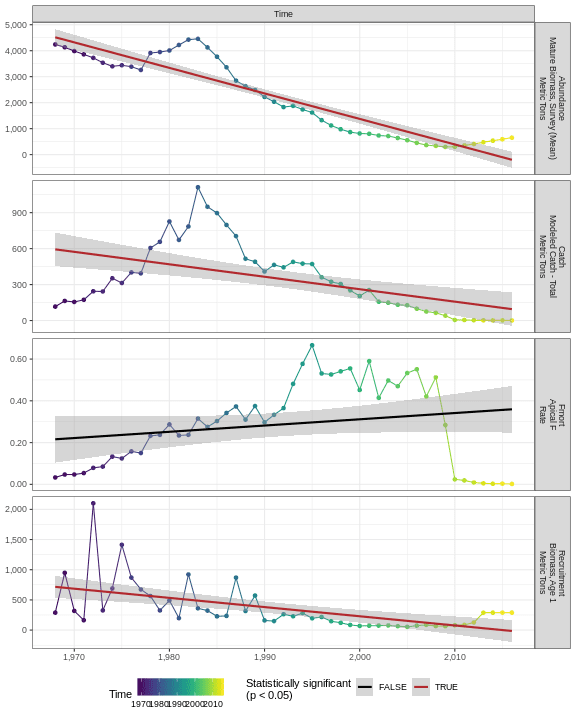 Time
5,000
4,000
3,000
2,000
1,000
0
Abundance
Mature Biomass, Survey (Mean)
Metric Tons
900
600
300
0
Catch
Modeled Catch - Total
Metric Tons
0.60
0.40
0.20
0.00
Fmort
Apical F
Rate
2,000
1,500
1,000
500
0
Recruitment
Biomass, Age 1
Metric Tons
1,970
1,980
1,990
2,000
2,010
Time
1970 1980 1990 2000 2010
Statistically significant
(p < 0.05)
FALSE
TRUE